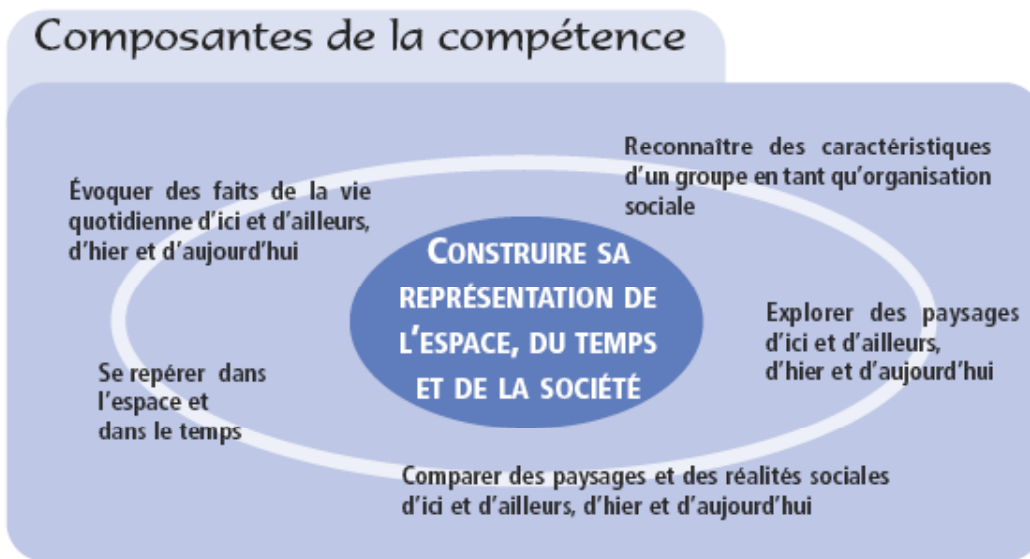 Composantes de la compétence
Évoquer des faits de la vie
quotidienne d'ici et d'ailleurs,
d'hier et d'aujourd'hui
Reconnaître des caractéristiques
d'un groupe en tant qu'organisation
sociale
CONSTRUIRE SA
REPRÉSENTATION DE
L'ESPACE, DU TEMPS
ET DE LA SOCIÉTÉ
Explorer des paysages
d'ici et d'ailleurs,
d'hier et d'aujourd'hui
Se repérer dans
l'espace et
dans le temps
Comparer des paysages et des réalités sociales
d'ici et d'ailleurs, d'hier et d'aujourd'hui